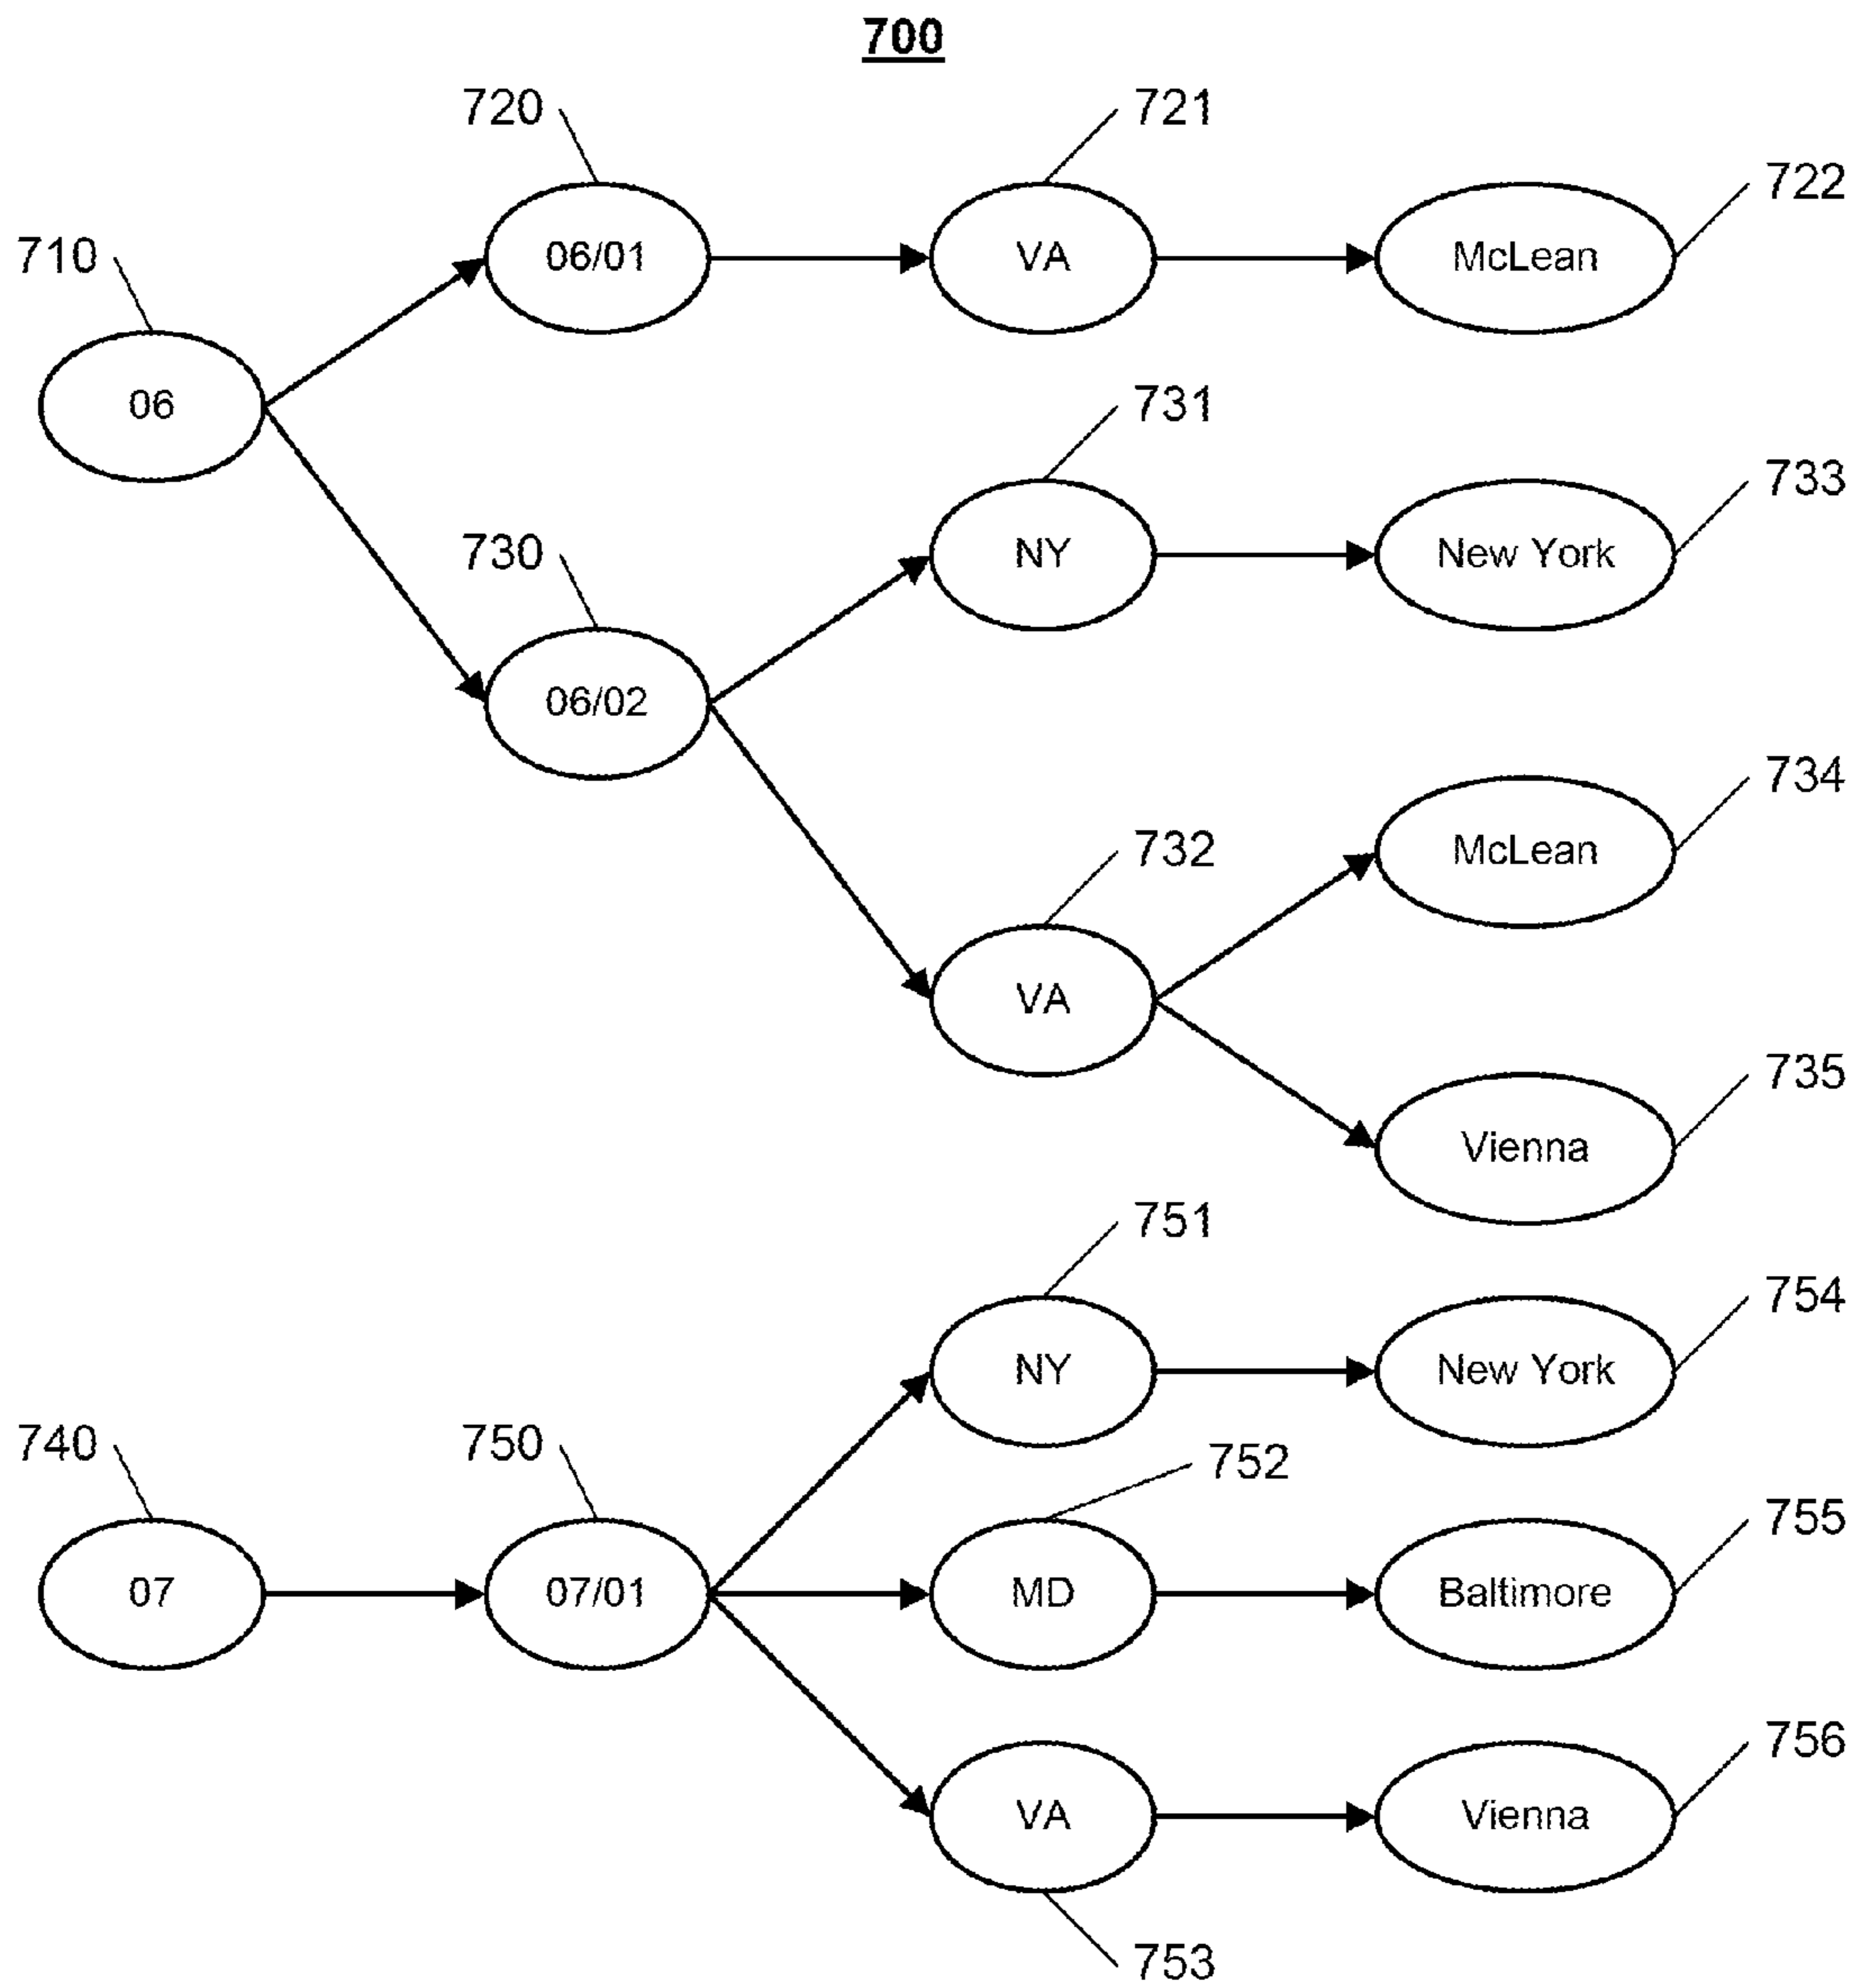 700
720
721
722
710
06/01
VA
McLean
06
731
733
730
NY
New York
06/02
734
732
McLean
VA
735
Vienna
751
754
NY
New York
740
750
752
755
07
07/01
MD
Baltimore
756
VA
Vienna
753